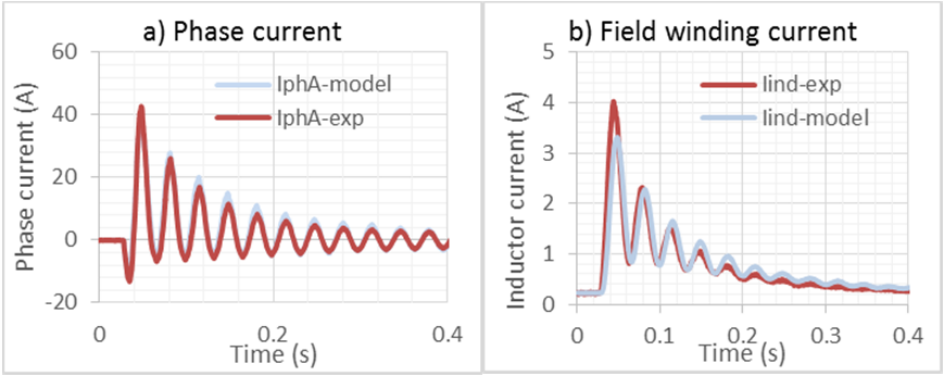 a) Phase current
60
40
20
0
-20
Phase current (A)
IphA-model
IphA-exp
0
0.2
0.4
Time (s)
b) Field winding current
5
4
3
2
1
0
Inductor current (A)
Iind-exp
Iind-model
0
0.1
0.2
0.3
0.4
Time (s)